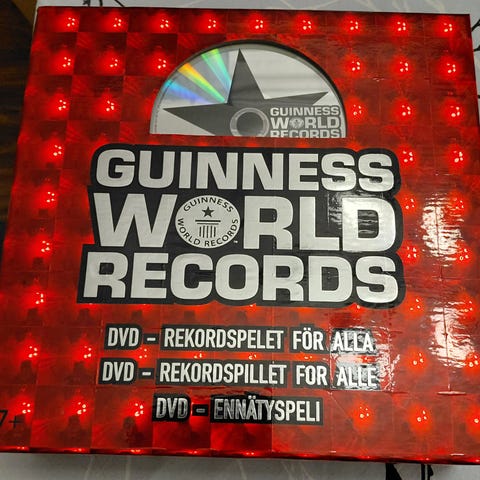 GUINNESS
WORLD
RECORDS
GUINNESS
WORLD
RECORDS
GUINNESS
WORLD RECORDS
DVD - REKORDSPELET FÖR ALLA
DVD - REKORDSPILLET FOR ALLE
DVD - ENNÄTYSPELI
7+